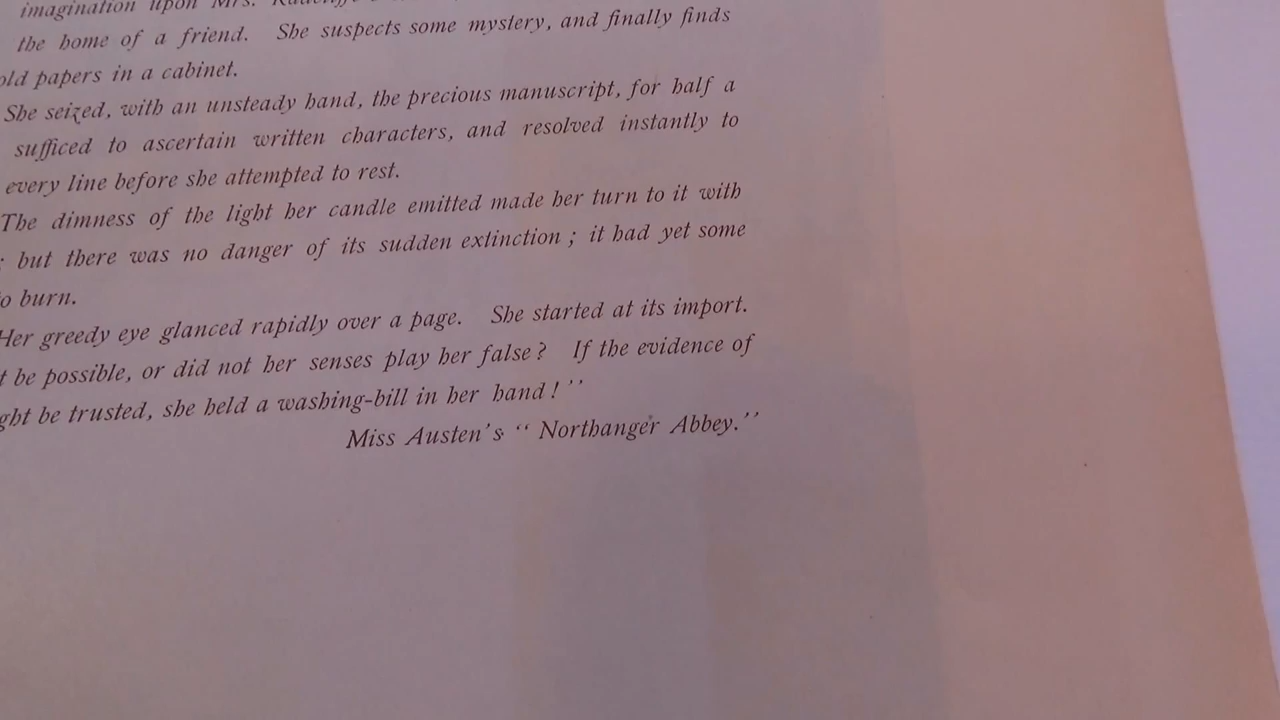 imagination upon Mrs.
the home of a friend. She suspects some mystery, and finally finds
old papers in a cabinet.
She seized, with an unsteady hand, the precious manuscript, for half a
sufficed to ascertain written characters, and resolved instantly to
every line before she attempted to rest.
The dimness of the light her candle emitted made her turn to it with
; but there was no danger of its sudden extinction ; it had yet some
to burn.
Her greedy eye glanced rapidly over a page. She started at its import.
t be possible, or did not her senses play her false ? If the evidence of
ght be trusted, she held a washing-bill in her hand ! ’’
Miss Austen’s ‘‘ Northanger Abbey.’’